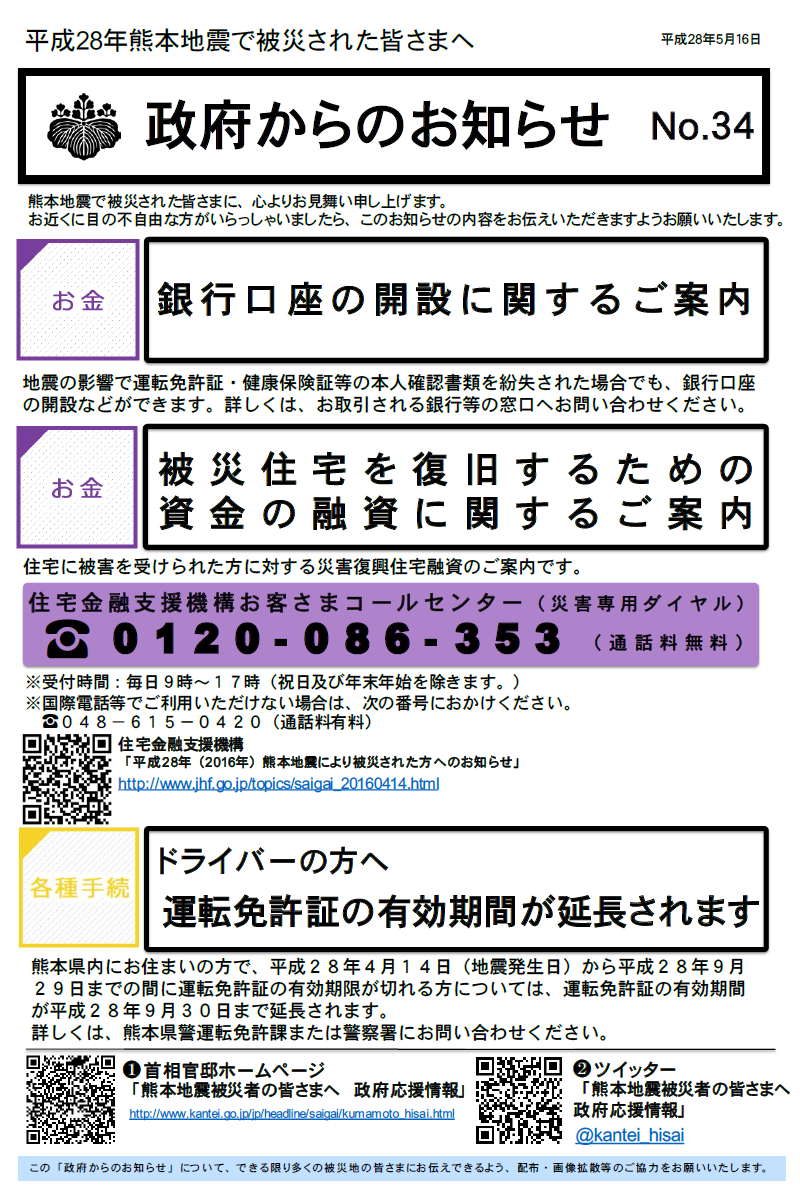 平成28年熊本地震で被災された皆さまへ
平成28年5月16日
政府からのお知らせ No.34
熊本地震で被災された皆さまに、心よりお見舞い申し上げます。
お近くに目の不自由な方がいらっしゃいましたら、このお知らせの内容をお伝えいただきますようお願いいたします。
お金
銀行口座の開設に関するご案内
地震の影響で運転免許証・健康保険証等の本人確認書類を紛失された場合でも、銀行口座
の開設などができます。詳しくは、お取引される銀行等の窓口へお問い合わせください。
お金
被災住宅を復旧するための
資金の融資に関するご案内
住宅に被害を受けられた方に対する災害復興住宅融資のご案内です。
住宅金融支援機構お客さまコールセンター（災害専用ダイヤル）
☎0120-086-353（通話料無料）
※受付時間：毎日９時～１７時（祝日及び年末年始を除きます。）
※国際電話等でご利用いただけない場合は、次の番号におかけください。
☎０４８－６１５－０４２０（通話料有料）
住宅金融支援機構
「平成28年（2016年）熊本地震により被災された方へのお知らせ」
http://www.jhf.go.jp/topics/saigai_20160414.html
各種手続
ドライバーの方へ
運転免許証の有効期間が延長されます
熊本県内にお住まいの方で、平成２８年４月１４日（地震発生日）から平成２８年９月
２９日までの間に運転免許証の有効期限が切れる方については、運転免許証の有効期間
が平成２８年９月３０日まで延長されます。
詳しくは、熊本県警運転免許課または警察署にお問い合わせください。
❶首相官邸ホームページ
「熊本地震被災者の皆さまへ　政府応援情報」
http://www.kantei.go.jp/jp/headline/saigai/kumamoto_hisai.html
❷ツイッター
「熊本地震被災者の皆さまへ
政府応援情報」
@kantei_hisai
この「政府からのお知らせ」について、できる限り多くの被災地の皆さまにお伝えできるよう、配布・画像拡散等のご協力をお願いいたします。